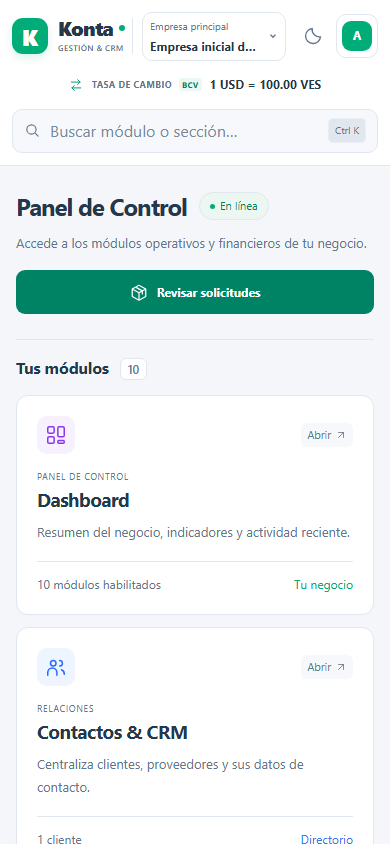 K
Konta
GESTIÓN & CRM
Empresa principal
Empresa inicial d...
A
TASA DE CAMBIO BCV 1 USD = 100.00 VES
Buscar módulo o sección... Ctrl K
Panel de Control En línea
Accede a los módulos operativos y financieros de tu negocio.
Revisar solicitudes
Tus módulos 10
Abrir
PANEL DE CONTROL
Dashboard
Resumen del negocio, indicadores y actividad reciente.
10 módulos habilitados Tu negocio
Abrir
RELACIONES
Contactos & CRM
Centraliza clientes, proveedores y sus datos de
contacto.
1 cliente Directorio